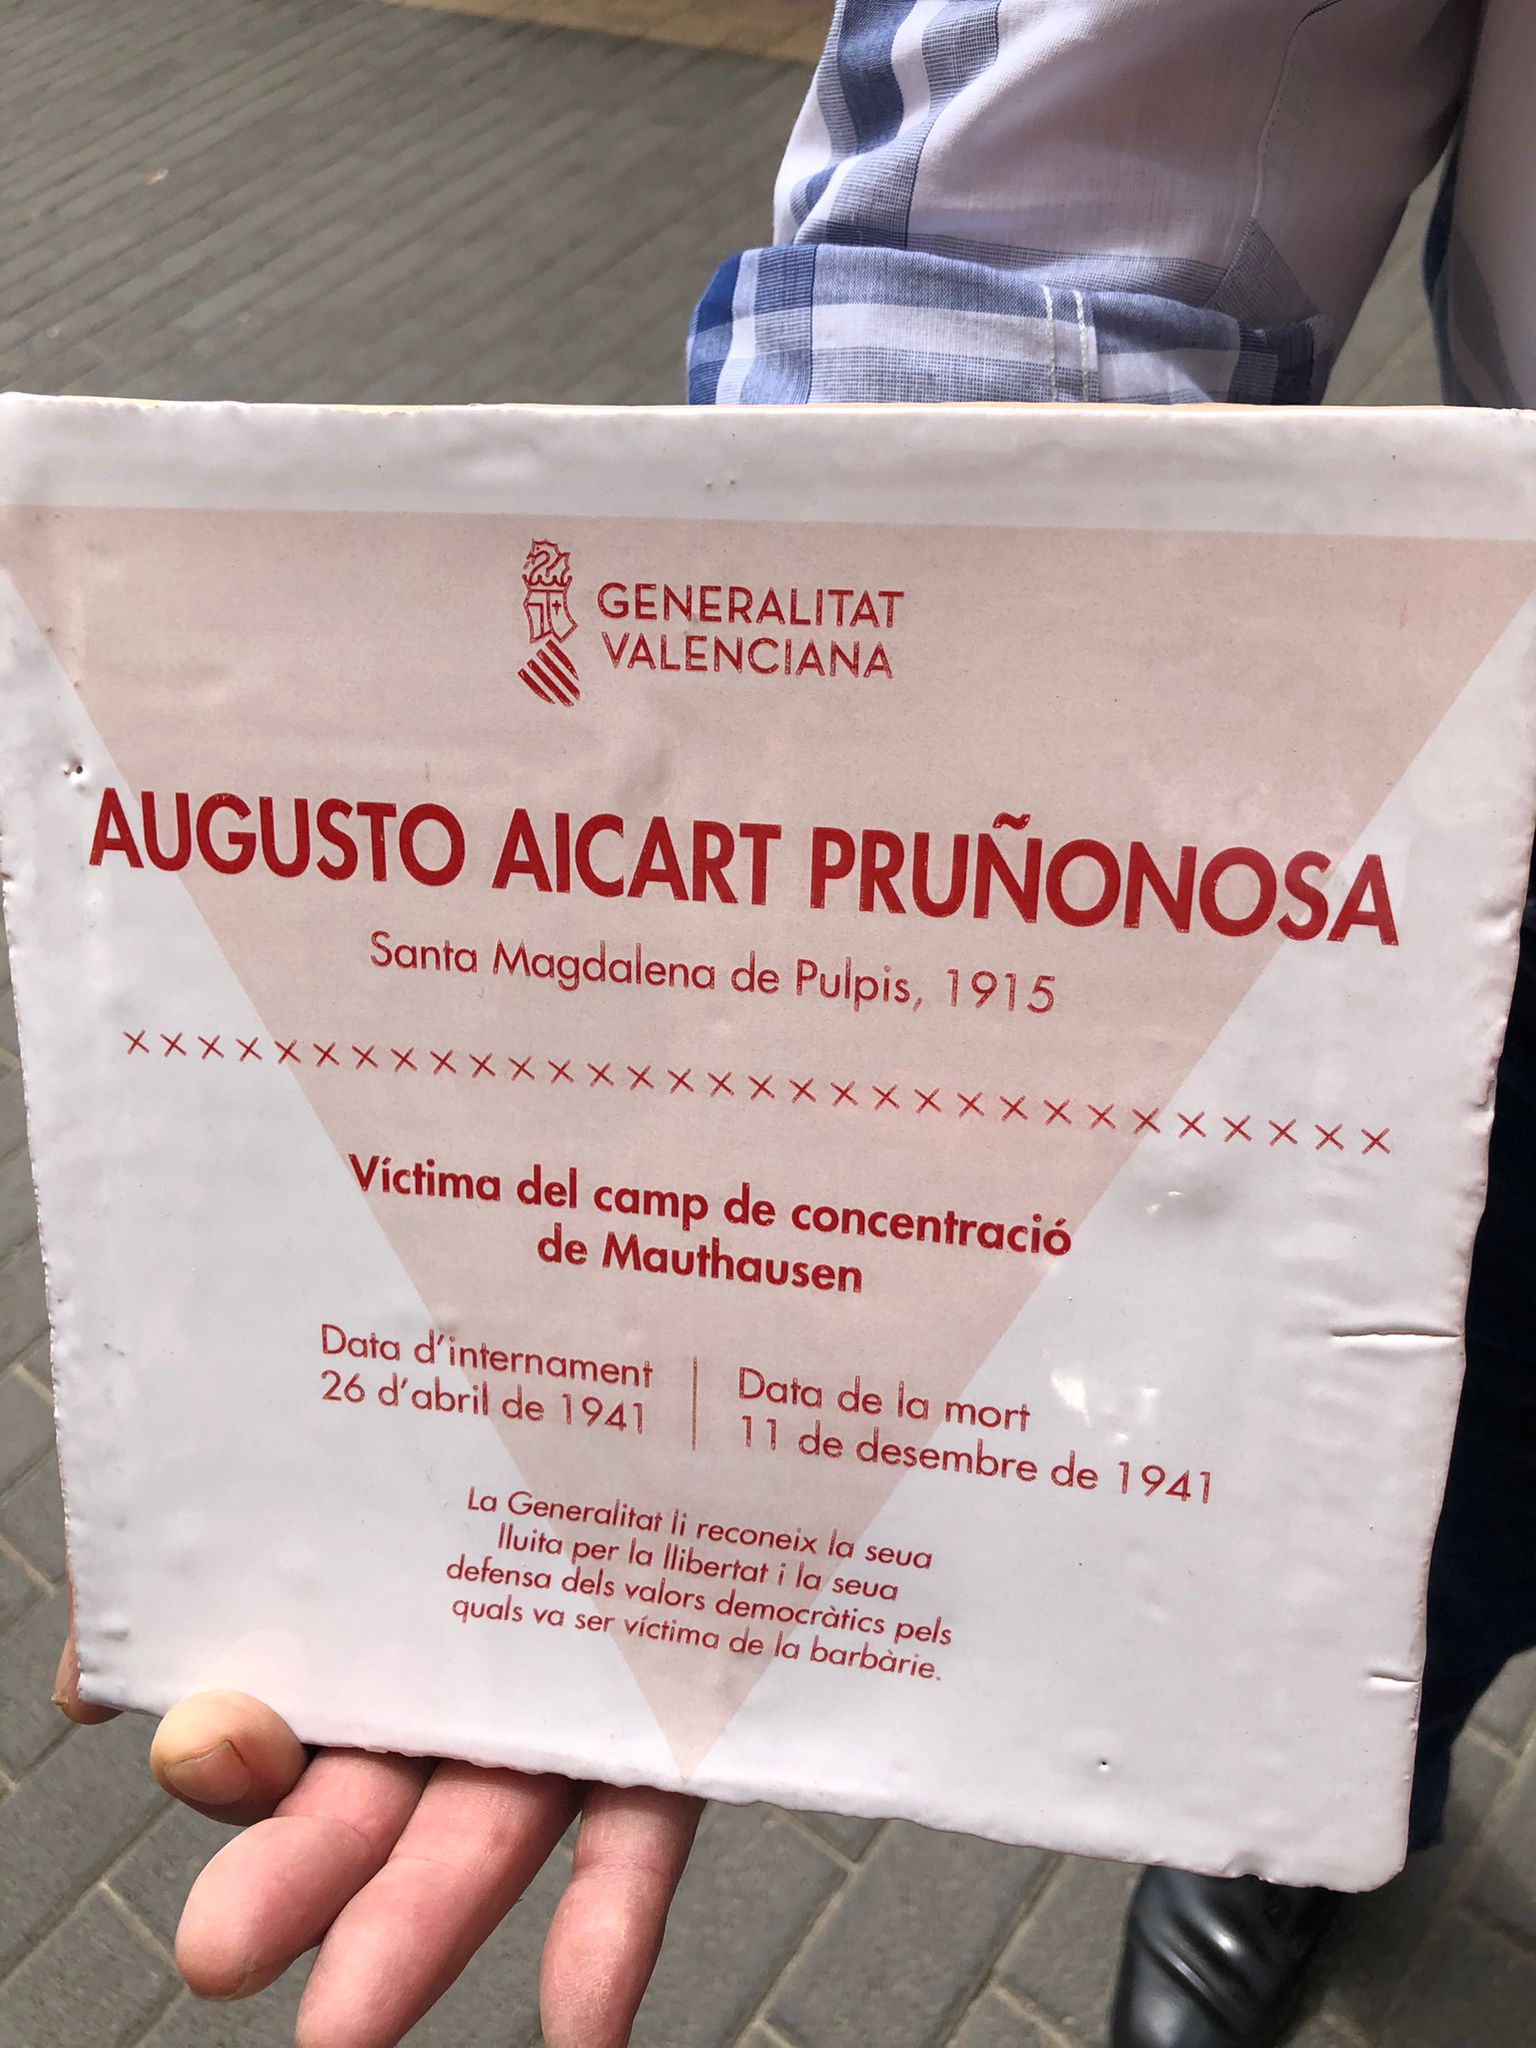 GENERALITAT
VALENCIANA
AUGUSTO AICART PRUÑONOSA
Santa Magdalena de Pulpis, 1915
×××××××××××××××××××××××××××××××××
Víctima del camp de concentració
de Mauthausen
Data d'internament
26 d'abril de 1941
Data de la mort
11 de desembre de 1941
La Generalitat li reconeix la seua
lluita per la llibertat i la seua
defensa dels valors democràtics pels
quals va ser víctima de la barbàrie.